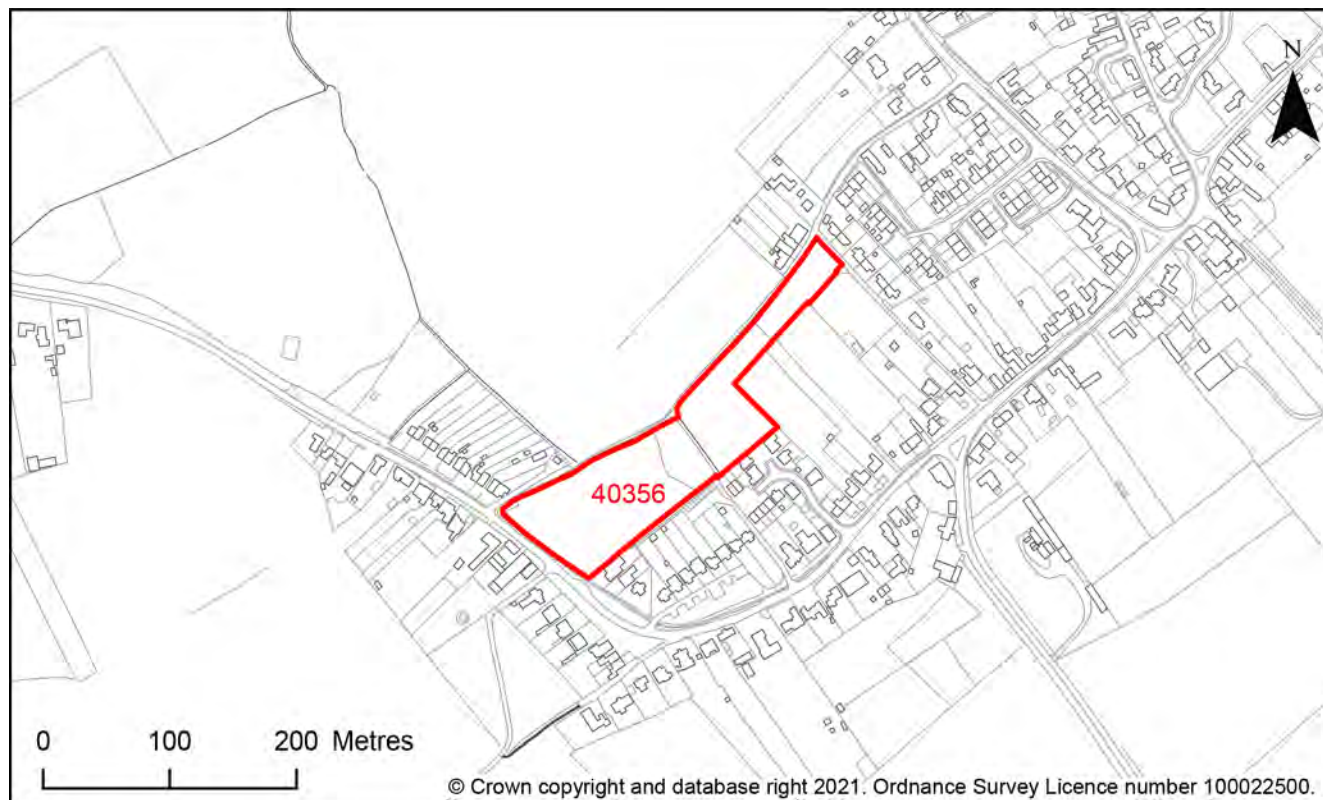 N
40356
0 100 200 Metres
© Crown copyright and database right 2021. Ordnance Survey Licence number 100022500.